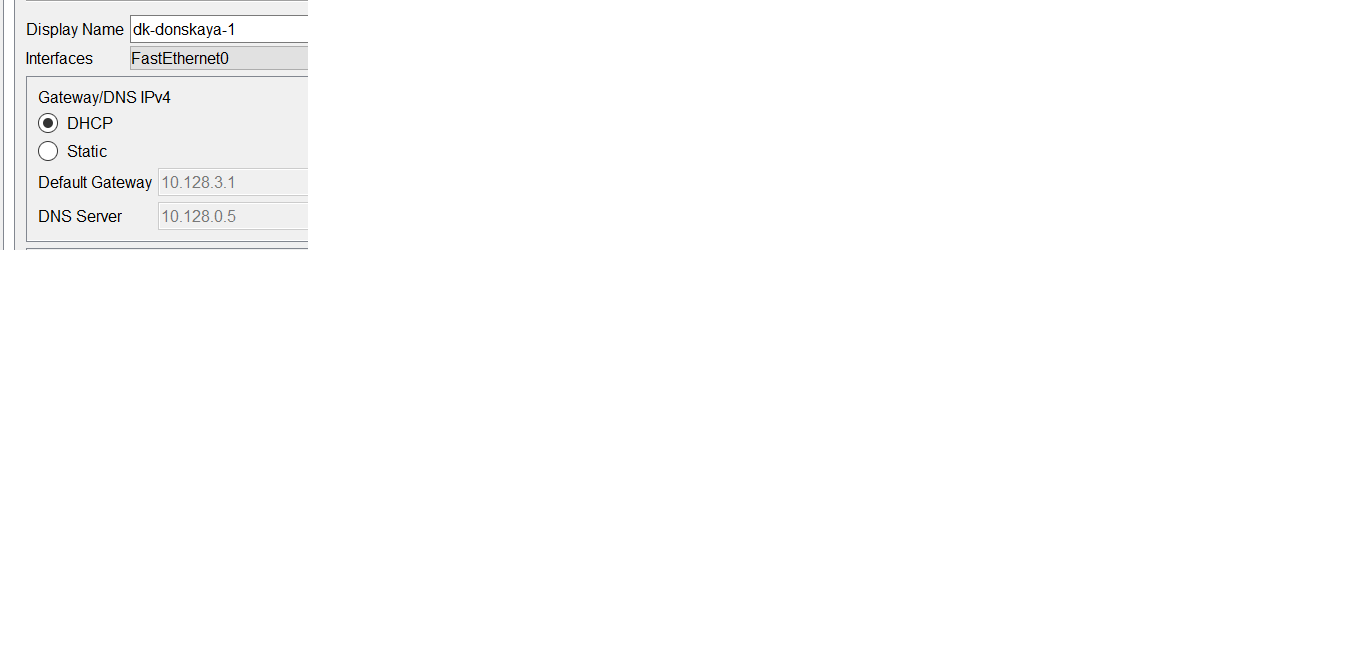 Display Name dk-donskaya-1
Interfaces FastEthernet0
Gateway/DNS IPv4
DHCP
Static
Default Gateway 10.128.3.1
DNS Server 10.128.0.5